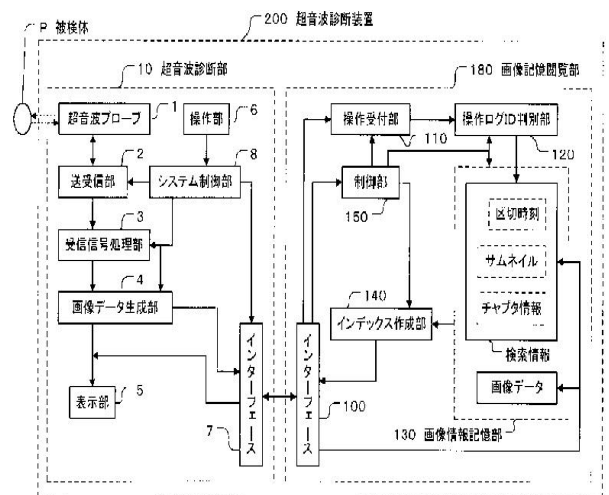 P 被検体
200 超音波診断装置
10 超音波診断部
180 画像記憶閲覧部
超音波プローブ
1
操作部
6
操作受付部
110
操作ログID判別部
120
送受信部
2
システム制御部
8
制御部
150
受信信号処理部
3
区切時刻
サムネイル
チャプタ情報
検索情報
画像データ生成部
4
インデックス作成部
140
表示部
5
インターフェース
7
インターフェース
100
画像データ
130 画像情報記憶部